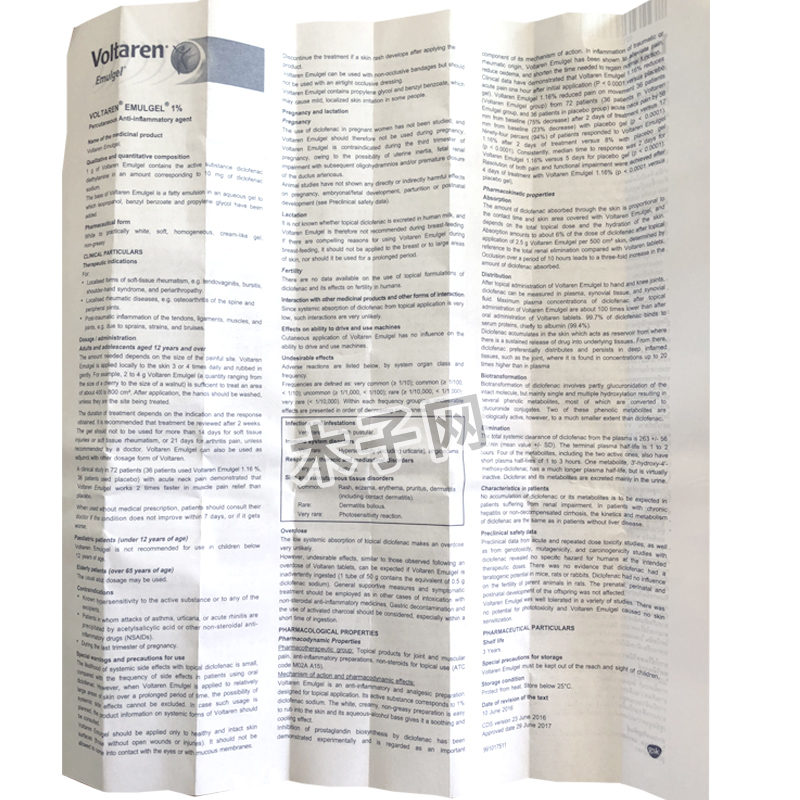 Voltaren
Emulgel
VOLTAREN® EMULGEL® 1%
Percutaneous Anti-inflammatory agent
Name of the medicinal product
Voltaren Emulgel
Qualitative and quantitative composition
1 g of Voltaren Emulgel contains the active substance diclofenac
diethylamine in an amount corresponding to 10 mg of diclofenac
sodium.
The base of Voltaren Emulgel is a fatty emulsion in an aqueous gel to
which isopropanol, benzyl benzoate and propylene glycol have been
added
Pharmaceutical form
White to practically white, soft, homogeneous, cream-like gel,
non-greasy
CLINICAL PARTICULARS
Therapeutic indications
For:
• Localised forms of soft-tissue rheumatism, e.g. tendovaginitis, bursitis,
shoulder-hand syndrome, and periarthropathy.
• Localised rheumatic diseases, e.g. osteoarthritis of the spine and
peripheral joints.
• Post-traumatic inflammation of the tendons, ligaments, muscles, and
joints, e.g. due to sprains, strains, and bruises.
Dosage / administration
Adults and adolescents aged 12 years and over
The amount needed depends on the size of the painful site. Voltaren
Emulgel is applied locally to the skin 3 or 4 times daily and rubbed in
gently. For example, 2 to 4 g Voltaren Emulgel (a quantity ranging from
the size of a cherry to the size of a walnut) is sufficient to treat an area
of about 400 to 800 cm². After application, the hands should be washed,
unless they are the site being treated.
The duration of treatment depends on the indication and the response
obtained. It is recommended that treatment be reviewed after 2 weeks.
The gel should not to be used for more than 14 days for soft tissue
injuries or soft tissue rheumatism, or 21 days for arthritis pain, unless
recommended by a doctor. Voltaren Emulgel can also be used as
adjunct with other dosage form of Voltaren.
A clinical study in 72 patients (36 patients used Voltaren Emulgel 1.16 %,
36 patients used placebo) with acute neck pain demonstrated that
Voltaren Emulgel works 2 times faster in muscle pain relief than
placebo.
When used without medical prescription, patients should consult their
doctor if the condition does not improve within 7 days, or if it gets
worse.
Paediatric patients (under 12 years of age)
Voltaren Emulgel is not recommended for use in children below
12 years of age.
Elderly patients (over 65 years of age)
The usual adult dosage may be used.
Contraindications
• Known hypersensitivity to the active substance or to any of the
excipients.
• Patients in whom attacks of asthma, urticaria, or acute rhinitis are
precipitated by acetylsalicylic acid or other non-steroidal anti-
inflammatory drugs (NSAIDs).
• During the last trimester of pregnancy.
Special warnings and precautions for use
The likelihood of systemic side effects with topical diclofenac is small,
compared with the frequency of side effects in patients using oral
diclofenac. However, when Voltaren Emulgel is applied to relatively
large areas of skin over a prolonged period of time, the possibility of
systemic side effects cannot be excluded. In case such usage is
planned, the product information on systemic forms of Voltaren should
be consulted.
Voltaren Emulgel should be applied only to healthy and intact skin
surfaces (those without open wounds or injuries). It should not be
allowed to come into contact with the eyes or with mucous membranes.
Discontinue the treatment if a skin rash develops after applying the
product.
Voltaren Emulgel can be used with non-occlusive bandages but should
not be used with an airtight occlusive dressing.
Voltaren Emulgel contains propylene glycol and benzyl benzoate, which
may cause mild, localized skin irritation in some people.
Pregnancy and lactation
Pregnancy
The use of diclofenac in pregnant women has not been studied, and
Voltaren Emulgel should therefore not be used during pregnancy.
Voltaren Emulgel is contraindicated during the third trimester of
pregnancy, owing to the possibility of uterine inertia, fetal renal
impairment with subsequent oligohydramnios and/or premature closure
of the ductus arteriosus.
Animal studies have not shown any directly or indirectly harmful effects
on pregnancy, embryonal/fetal development, parturition or postnatal
development (see Preclinical safety data).
Lactation
It is not known whether topical diclofenac is excreted in human milk, and
Voltaren Emulgel is therefore not recommended during breast-feeding.
If there are compelling reasons for using Voltaren Emulgel during
breast-feeding, it should not be applied to the breast or to large areas
of skin, nor should it be used for a prolonged period.
Fertility
There are no data available on the use of topical formulations of
diclofenac and its effects on fertility in humans.
Interaction with other medicinal products and other forms of interaction
Since systemic absorption of diclofenac from topical application is very
low, such interactions are very unlikely.
Effects on ability to drive and use machines
Cutaneous application of Voltaren Emulgel has no influence on the
ability to drive and use machines.
Undesirable effects
Adverse reactions are listed below, by system organ class and
frequency.
Frequencies are defined as: very common (≥ 1/10); common (≥ 1/100,
< 1/10); uncommon (≥ 1/1,000, < 1/100); rare (≥ 1/10,000, < 1/1,000);
very rare (< 1/10,000). Within each frequency group
effects are presented in order of
Infections infestations
Very rare: pustular.
(urticaria),
disorders
tissue disorders
Common: Rash, eczema, erythema, pruritus, dermatitis
(including contact dermatitis).
Rare: Dermatitis bullous.
Very rare: Photosensitivity reaction.
木子网
Overdose
The low systemic absorption of topical diclofenac makes an overdose
very unlikely.
However, undesirable effects, similar to those observed following an
overdose of Voltaren tablets, can be expected if Voltaren Emulgel is
inadvertently ingested (1 tube of 50 g contains the equivalent of 0.5 g
diclofenac sodium). General supportive measures and symptomatic
treatment should be employed as in other cases of intoxication with
non-steroidal anti-inflammatory medicines. Gastric decontamination and
the use of activated charcoal should be considered, especially within a
short time of ingestion.
PHARMACOLOGICAL PROPERTIES
Pharmacodynamic Properties
Pharmacotherapeutic group: Topical products for joint and muscular
pain, anti-inflammatory preparations, non-steroids for topical use (ATC
code M02A A15).
Mechanism of action and pharmacodynamic effects:
Voltaren Emulgel is an anti-inflammatory and analgesic preparation
designed for topical application. Its active substance corresponds to 1%
diclofenac sodium. The white, creamy, non-greasy preparation is easy
to rub into the skin and its aqueous-alcohol base gives it a soothing and
cooling effect.
Inhibition of prostaglandin biosynthesis by diclofenac has been
demonstrated experimentally and is regarded as an important
component of its mechanism of action. In inflammation of traumatic or
rheumatic origin, Voltaren Emulgel has been shown to alleviate pain,
reduce oedema, and shorten the time needed to regain normal function.
Clinical data have demonstrated that Voltaren Emulgel 1.16% reduces
acute pain one hour after initial application (P < 0.0001 versus placebo
gel). Voltaren Emulgel 1.16% reduced pain on movement
(Emulgel group) from 72 patients (36 patients in Voltaren
Emulgel group, and 36 patients in placebo group) acute neck pain by 58
mm from baseline (75% decrease) after 2 days of treatment versus 17
mm from baseline (23% decrease) with placebo gel (p < 0.0001).
Ninety-four percent (94%) of patients responded to Voltaren Emulgel
1.16% after 2 days of treatment versus 8% with placebo gel
(p < 0.0001). Consistently, median time to response was 2 days for
Voltaren Emulgel 1.16% versus 5 days for placebo gel (p < 0.0001).
Resolution of both pain and functional impairment were achieved after
4 days of treatment with Voltaren Emulgel 1.16% (p < 0.0001 versus
placebo gel).
Pharmacokinetic properties
Absorption
The amount of diclofenac absorbed through the skin is proportional to
the contact time and skin area covered with Voltaren Emulgel, and
depends on the total topical dose and the hydration of the skin.
Absorption amounts to about 6% of the dose of diclofenac after topical
application of 2.5 g Voltaren Emulgel per 500 cm² skin, determined by
reference to the total renal elimination compared with Voltaren tablets.
Occlusion over a period of 10 hours leads to a three-fold increase in the
amount of diclofenac absorbed.
Distribution
After topical administration of Voltaren Emulgel to hand and knee joints,
diclofenac can be measured in plasma, synovial tissue, and synovial
fluid. Maximum plasma concentrations of diclofenac after topical
administration of Voltaren Emulgel are about 100 times lower than after
oral administration of Voltaren tablets. 99.7% of diclofenac binds to
serum proteins, chiefly to albumin (99.4%).
Diclofenac accumulates in the skin which acts as reservoir from where
there is a sustained release of drug into underlying tissues. From there,
diclofenac preferentially distributes and persists in deep inflamed
tissues, such as the joint, where it is found in concentrations up to 20
times higher than in plasma
Biotransformation
Biotransformation of diclofenac involves partly glucuronidation of the
intact molecule, but mainly single and multiple hydroxylation resulting in
several phenolic metabolites, most of which are converted to
glucuronide conjugates. Two of these phenolic metabolites are
biologically active, however, to a much smaller extent than diclofenac.
Elimination
The total systemic clearance of diclofenac from the plasma is 263 +/- 56
ml/ min (mean value +/- SD). The terminal plasma half-life is 1 to 2
hours. Four of the metabolites, including the two active ones, also have
short plasma half-lives of 1 to 3 hours. One metabolite, 3'-hydroxy-4'-
methoxy-diclofenac, has a much longer plasma half-life, but is virtually
inactive. Diclofenac and its metabolites are excreted mainly in the urine.
Characteristics in patients
No accumulation of diclofenac or its metabolites is to be expected in
patients suffering from renal impairment. In patients with chronic
hepatitis or non-decompensated cirrhosis, the kinetics and metabolism
of diclofenac are the same as in patients without liver disease.
Preclinical safety data
Preclinical data from acute and repeated dose toxicity studies, as well
as from genotoxicity, mutagenicity, and carcinogenicity studies with
diclofenac revealed no specific hazard for humans at the intended
therapeutic doses. There was no evidence that diclofenac had a
teratogenic potential in mice, rats or rabbits. Diclofenac had no influence
on the fertility of parent animals in rats. The prenatal, perinatal and
postnatal development of the offspring was not affected.
Voltaren Emulgel was well tolerated in a variety of studies. There was
no potential for phototoxicity and Voltaren Emulgel caused no skin
sensitization
PHARMACEUTICAL PARTICULARS
Shelf life
3 Years
Special precautions for storage
Voltaren Emulgel must be kept out of the reach and sight of children.
Storage condition
Protect from heat. Store below 25°C.
Date of revision of the text
10 June 2016
CDS version 23 June 2016
Approved date 29 June 2017
gsk